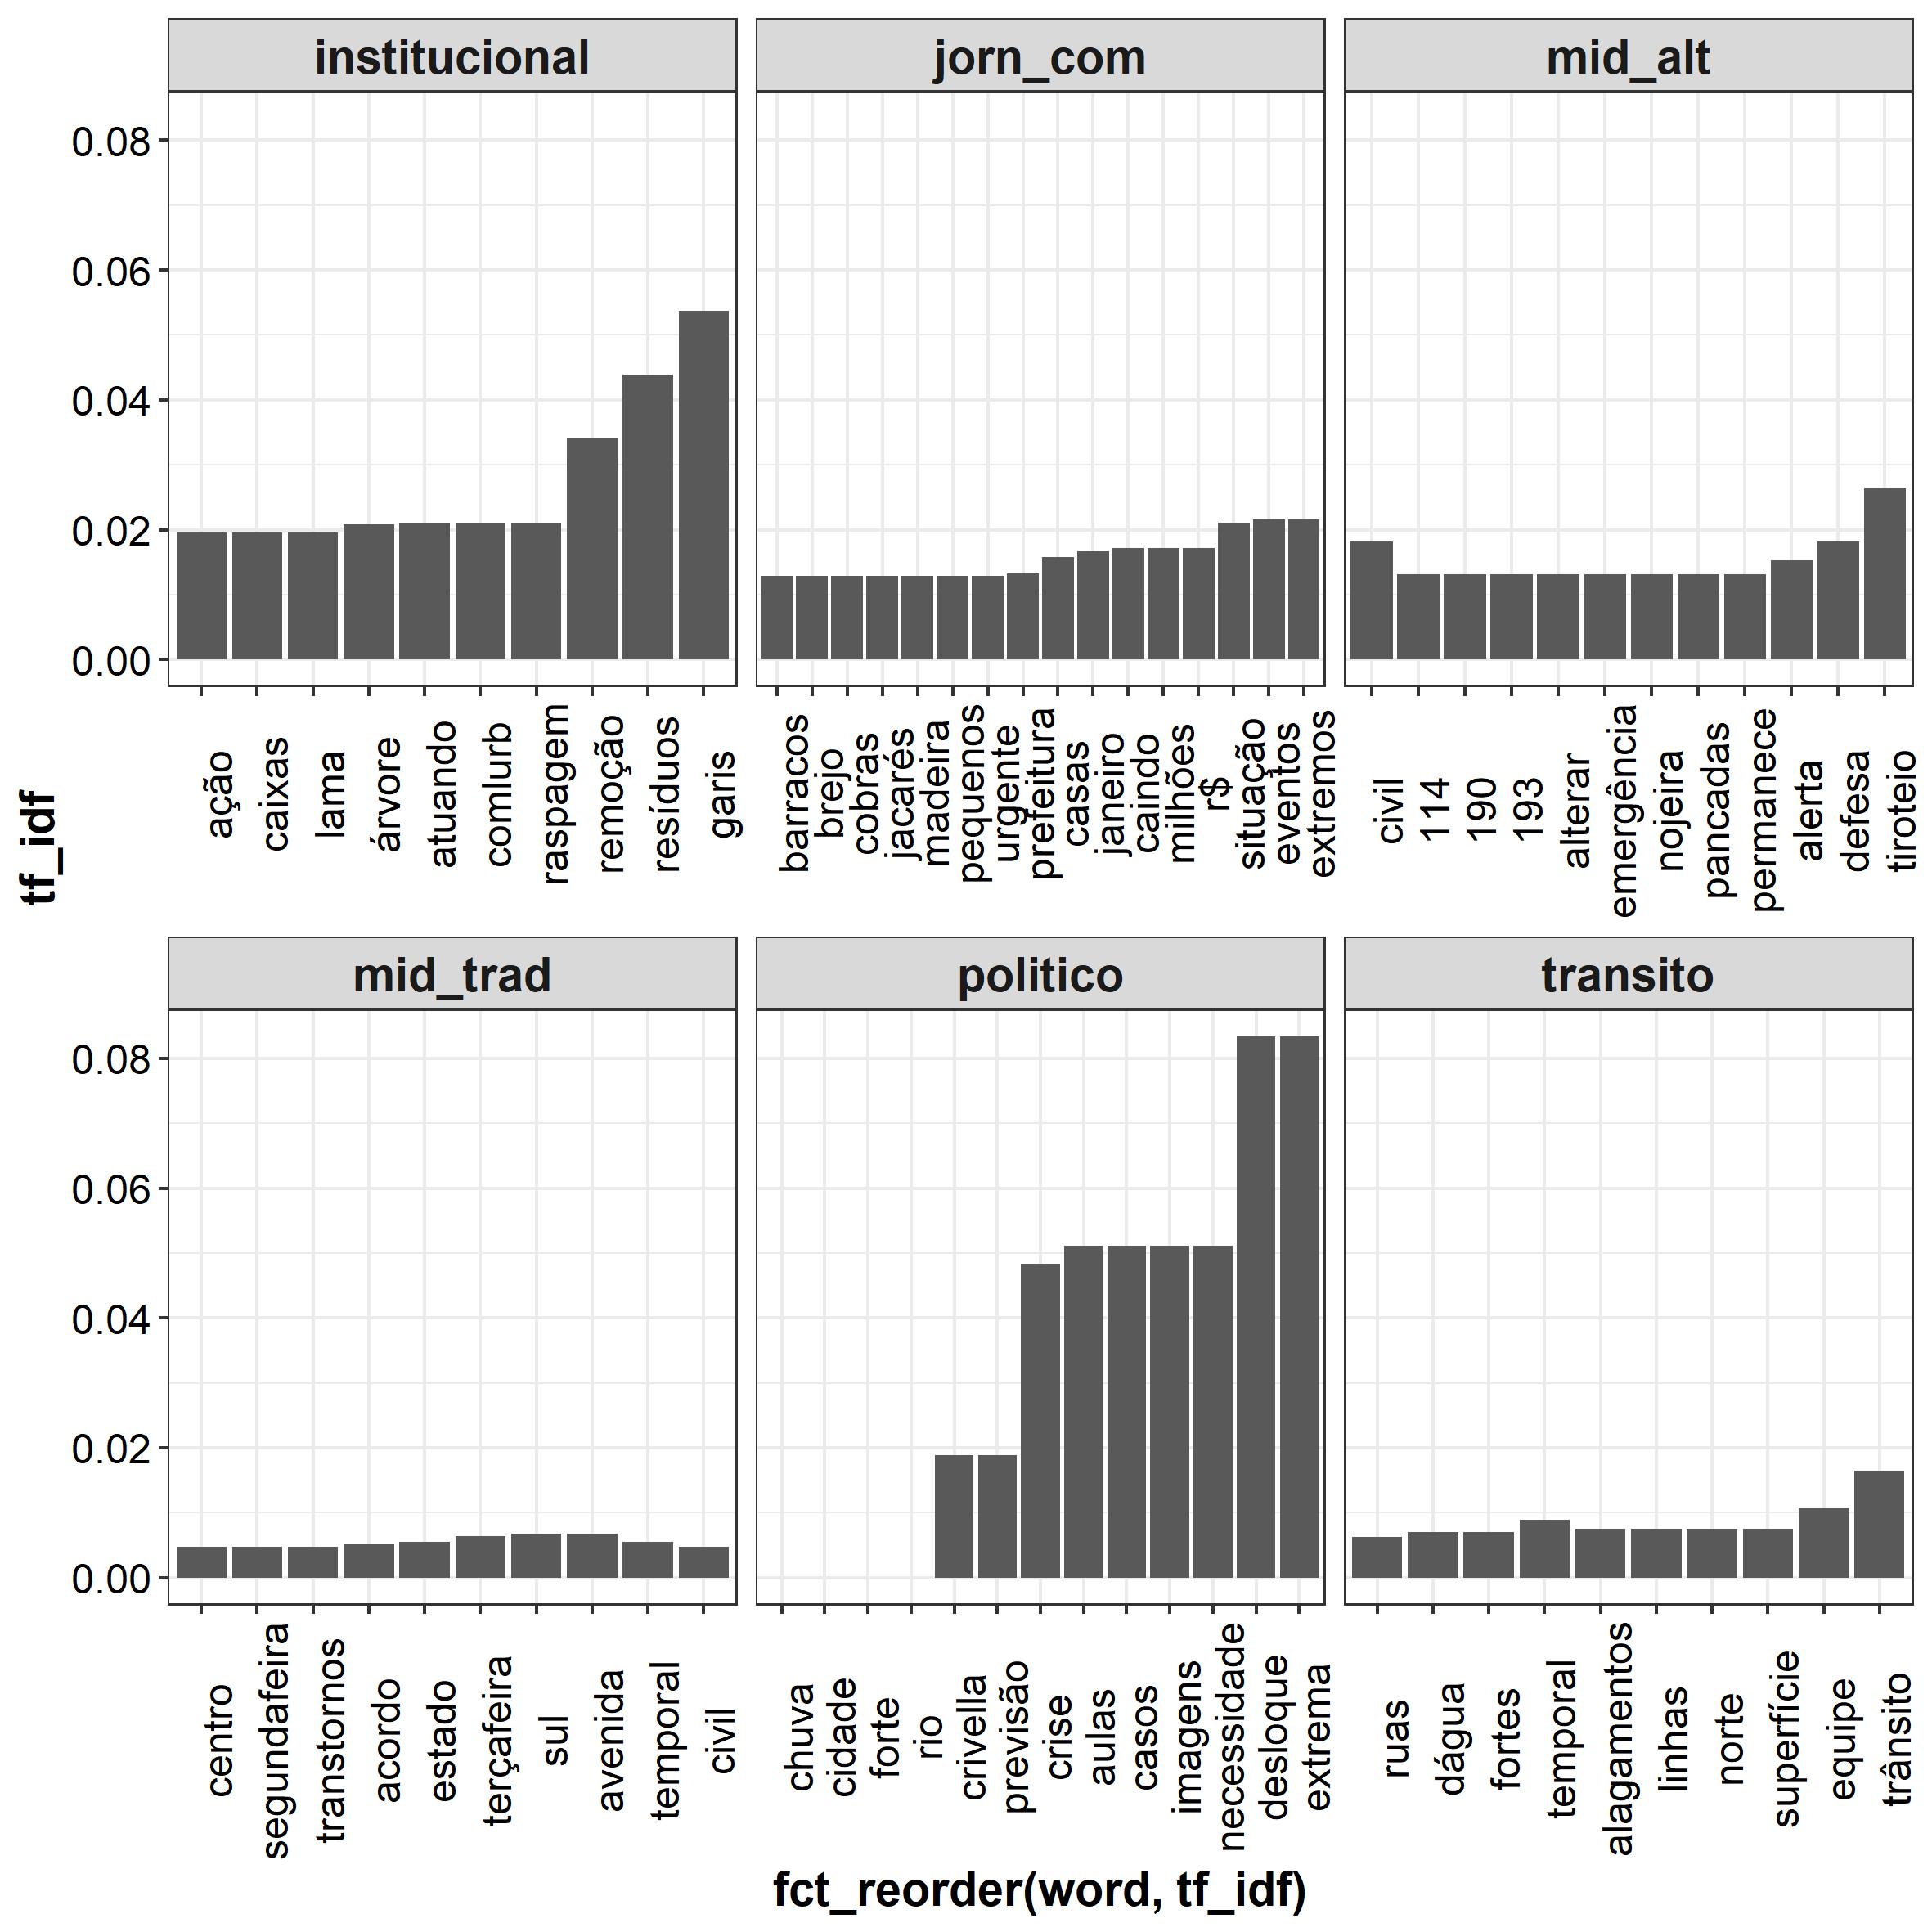 institucional
jorn_com
mid_alt
0.08
0.06
0.04
0.02
0.00
ação
caixas
lama
árvore
atuando
comlurb
raspagem
remoção
resíduos
garis
barracos
brejo
cobras
jacarés
madeira
pequenos
urgente
prefeitura
casas
janeiro
caindo
milhões
r$
situação
eventos
extremos
civil
114
190
193
alterar
emergência
nojeira
pancadas
permanece
alerta
defesa
tiroteio
tf_idf
mid_trad
politico
transito
0.08
0.06
0.04
0.02
0.00
centro
segundafeira
transtornos
acordo
estado
terçafeira
sul
avenida
temporal
civil
chuva
cidade
forte
rio
crivella
previsão
crise
aulas
casos
imagens
necessidade
desloque
extrema
ruas
dágua
fortes
temporal
alagamentos
linhas
norte
superfície
equipe
trânsito
fct_reorder(word, tf_idf)